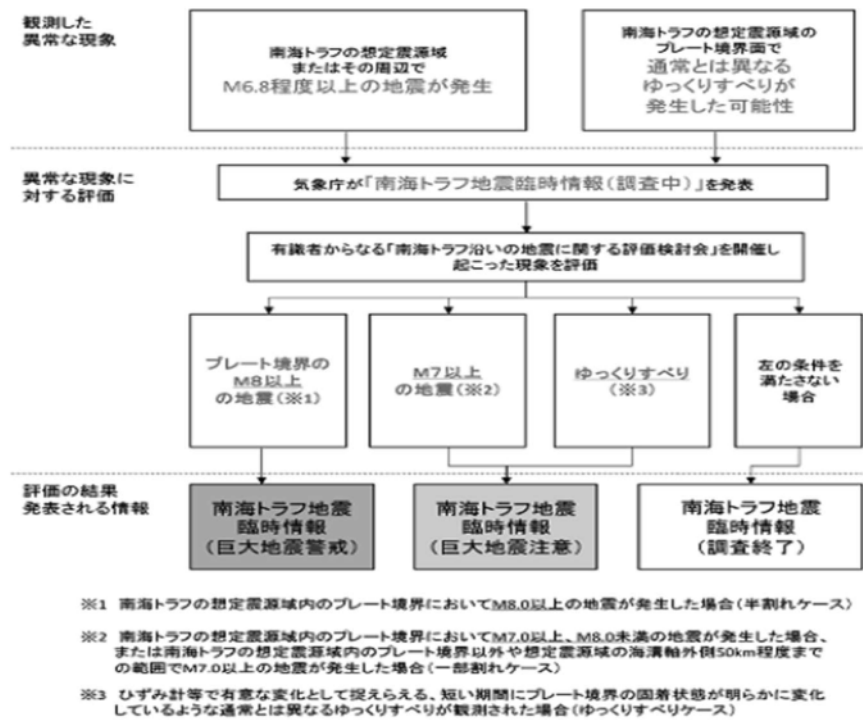 観測した
異常な現象
南海トラフの想定震源域
またはその周辺で
M6.8程度以上の地震が発生
南海トラフの想定震源域の
プレート境界面で
通常とは異なる
ゆっくりすべりが
発生した可能性
異常な現象に
対する評価
気象庁が「南海トラフ地震臨時情報(調査中)」を発表
有識者からなる「南海トラフ沿いの地震に関する評価検討会」を開催し
起こった現象を評価
プレート境界の
M8以上
の地震(※1)
M7以上
の地震(※2)
ゆっくりすべり
(※3)
左の条件を
満たさない
場合
評価の結果
発表される情報
南海トラフ地震
臨時情報
(巨大地震警戒)
南海トラフ地震
臨時情報
(巨大地震注意)
南海トラフ地震
臨時情報
(調査終了)
※1 南海トラフの想定震源域内のプレート境界においてM8.0以上の地震が発生した場合(半割れケース)
※2 南海トラフの想定震源域内のプレート境界においてM7.0以上、M8.0未満の地震が発生した場合、
または南海トラフの想定震源域内のプレート境界以外や想定震源域の海溝軸外側50km程度まで
の範囲でM7.0以上の地震が発生した場合(一部割れケース)
※3 ひずみ計等で有意な変化として捉えらえる、短い期間にプレート境界の固着状態が明らかに変化
しているような通常とは異なるゆっくりすべりが観測された場合(ゆっくりすべりケース)